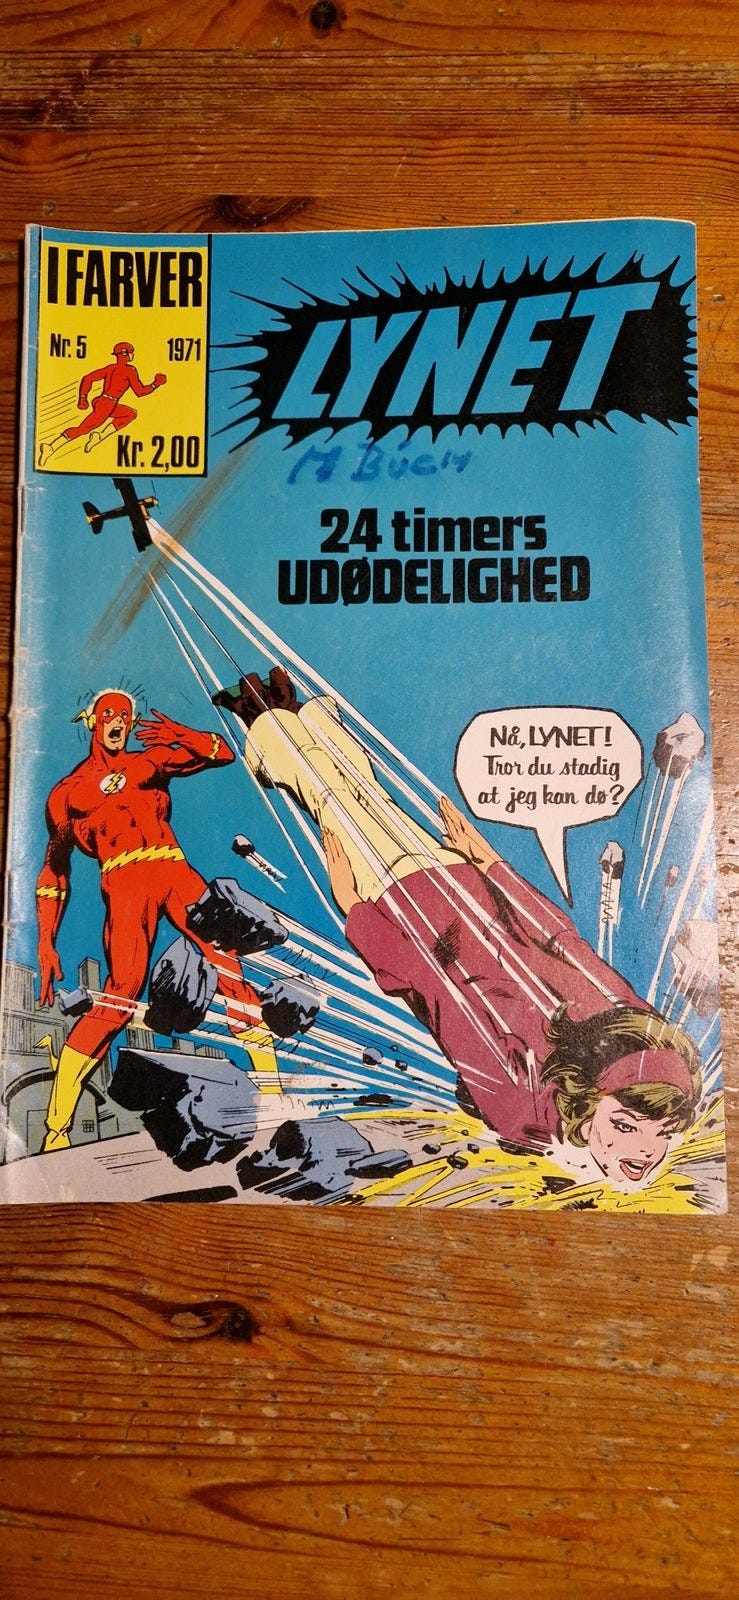 I FARVER
Nr. 5 1971
Kr. 2,00
LYNET
24 timers
UDØDELIGHED
Nå, LYNET!
Tror du stadig
at jeg kan dø?